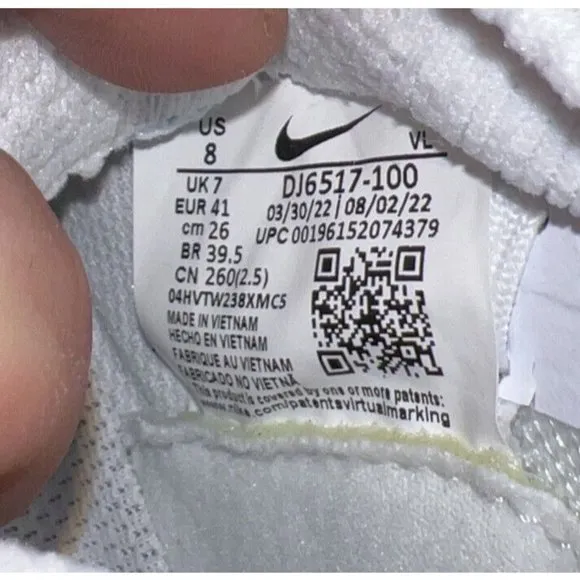 US
8
VL
UK 7
EUR 41
cm 26
BR 39.5
CN 260(2.5)
04HVTW238XMC5
DJ6517-100
03/30/22 | 08/02/22
UPC 00196152074379
MADE IN VIETNAM
HECHO EN VIETNAM
FABRIQUE AU VIETNAM
FABRICADO NO VIETNA
This product is covered by one or more patents:
www.nike.com/patentsvirtualmarking